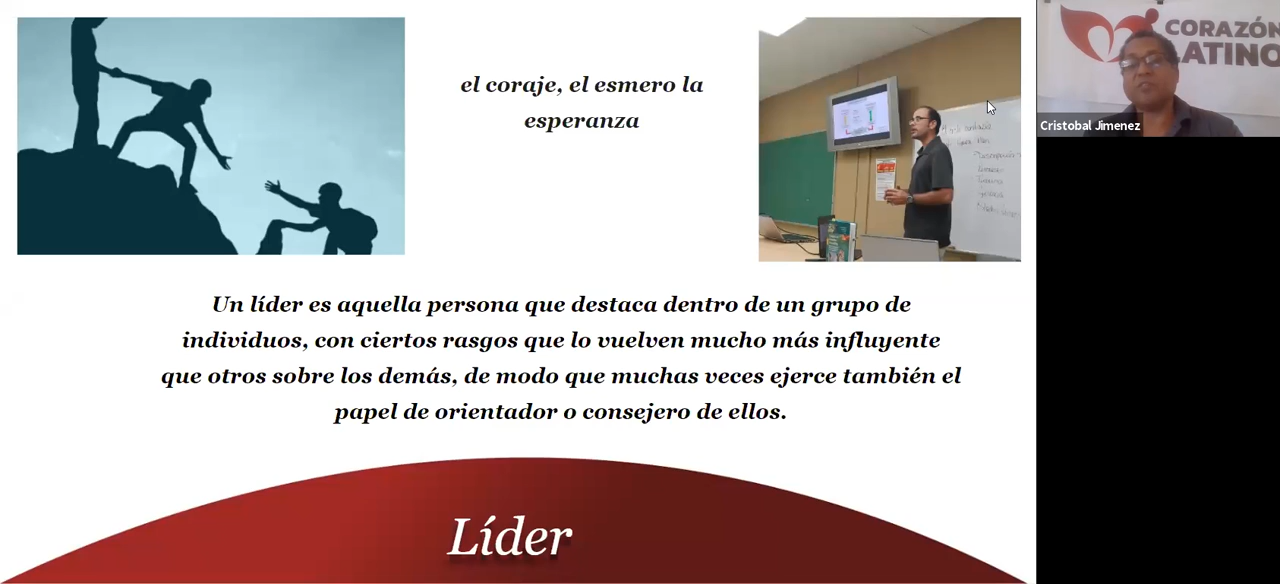 el coraje, el esmero la
esperanza
CORAZÓN
LATINO
Cristobal Jimenez
Un líder es aquella persona que destaca dentro de un grupo de
individuos, con ciertos rasgos que lo vuelven mucho más influyente
que otros sobre los demás, de modo que muchas veces ejerce también el
papel de orientador o consejero de ellos.
Líder